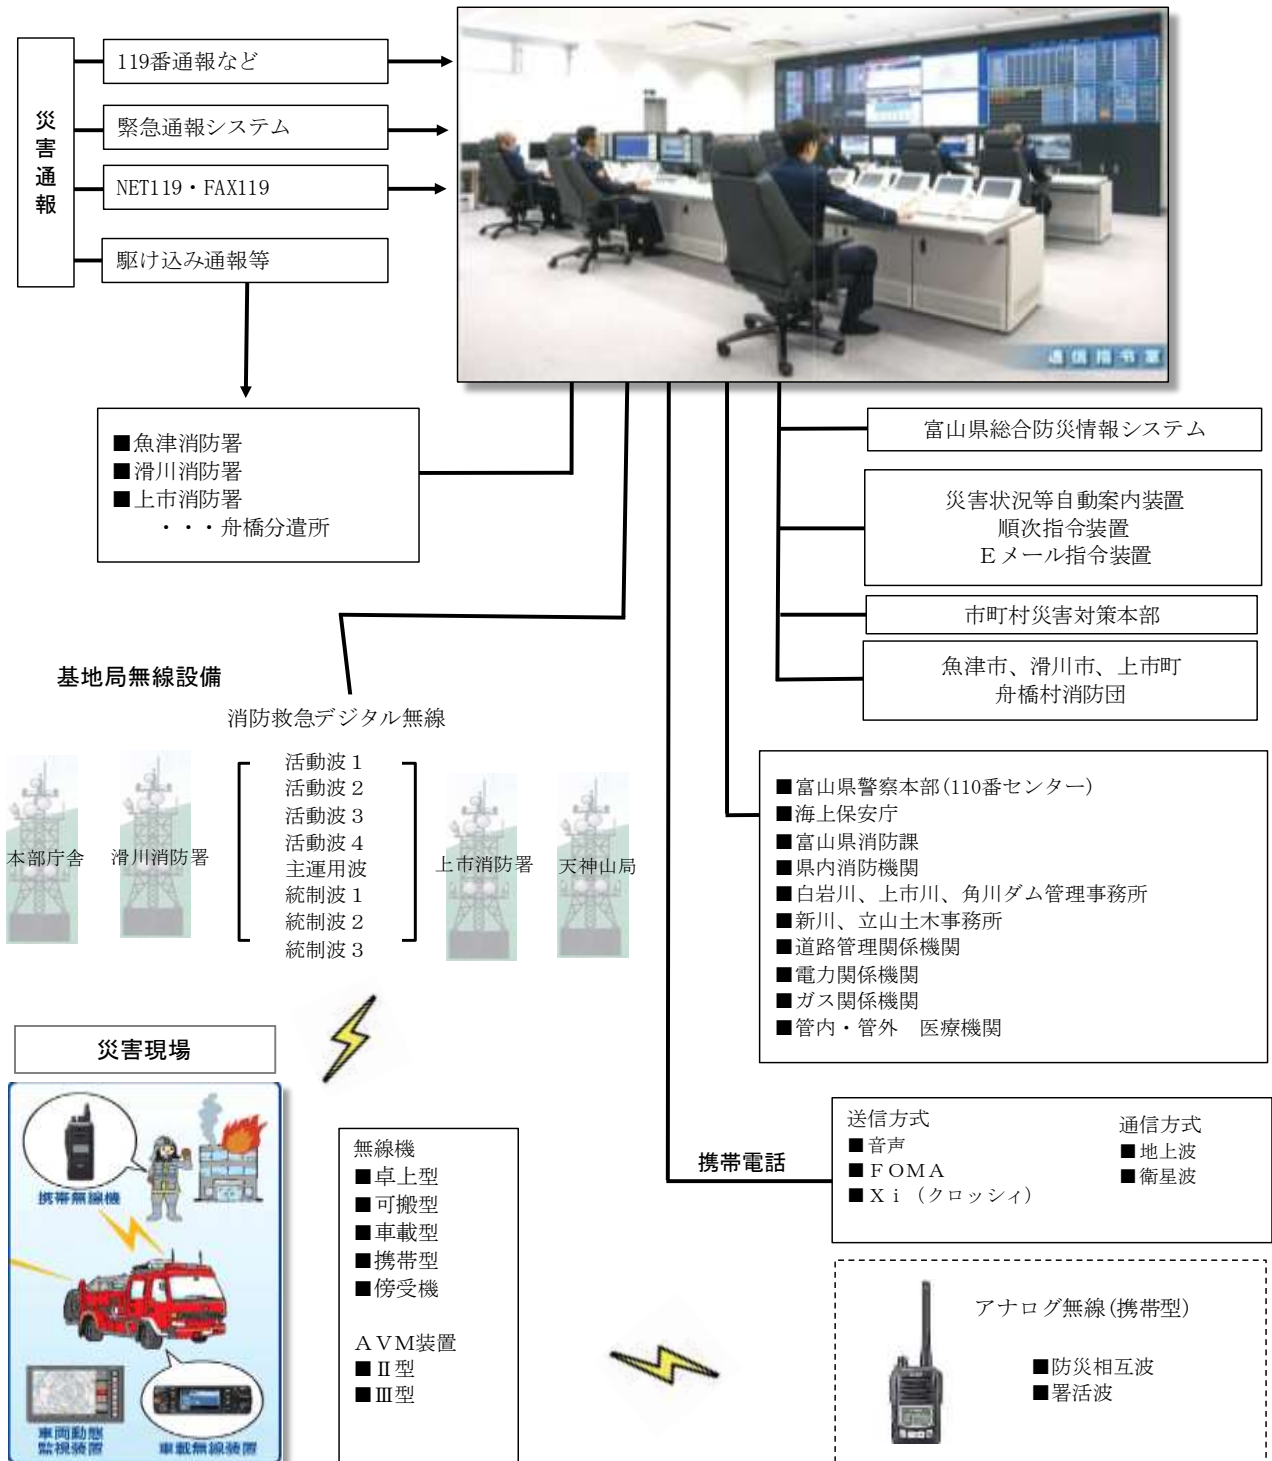 災害通報
119番通報など
緊急通報システム
NET119・FAX119
駆け込み通報等
通信指令室
■魚津消防署
■滑川消防署
■上市消防署
・・・舟橋分遣所
富山県総合防災情報システム
災害状況等自動案内装置
順次指令装置
Eメール指令装置
市町村災害対策本部
魚津市、滑川市、上市町
舟橋村消防団
基地局無線設備
消防救急デジタル無線
活動波1
活動波2
活動波3
活動波4
主運用波
統制波1
統制波2
統制波3
本部庁舎
滑川消防署
上市消防署
天神山局
■富山県警察本部(110番センター)
■海上保安庁
■富山県消防課
■県内消防機関
■白岩川、上市川、角川ダム管理事務所
■新川、立山土木事務所
■道路管理関係機関
■電力関係機関
■ガス関係機関
■管内・管外　医療機関
災害現場
携帯無線機
車両動態
監視装置
車載無線装置
無線機
■卓上型
■可搬型
■車載型
■携帯型
■傍受機
AVM装置
■Ⅱ型
■Ⅲ型
携帯電話
送信方式
■音声
■FOMA
■Xi（クロッシィ）
通信方式
■地上波
■衛星波
アナログ無線(携帯型)
■防災相互波
■署活波